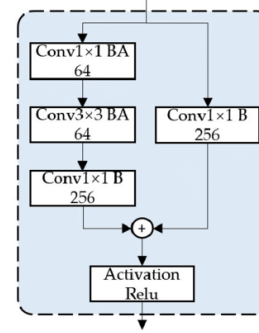 Conv1×1 BA
64
Conv3×3 BA
64
Conv1×1 B
256
Conv1×1 B
256
+
Activation
Relu